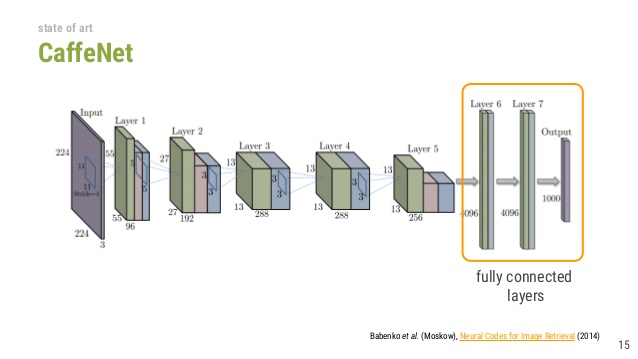 state of art
CaffeNet
Input
Layer 1
Layer 2
Layer 3
Layer 4
Layer 5
Layer 6
Layer 7
Output
224
11
11
Stride=4
224
3
55
5
5
55
96
27
3
3
27
192
13
3
3
13
288
13
3
3
13
288
13
13
256
4096
4096
1000
fully connected
layers
Babenko et al. (Moskow), Neural Codes for Image Retrieval (2014)
15